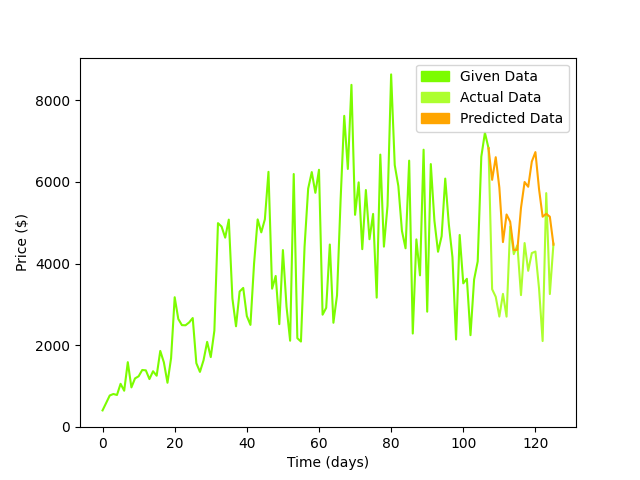 Given Data
Actual Data
Predicted Data
Price ($)
8000
6000
4000
2000
0
0 20 40 60 80 100 120
Time (days)